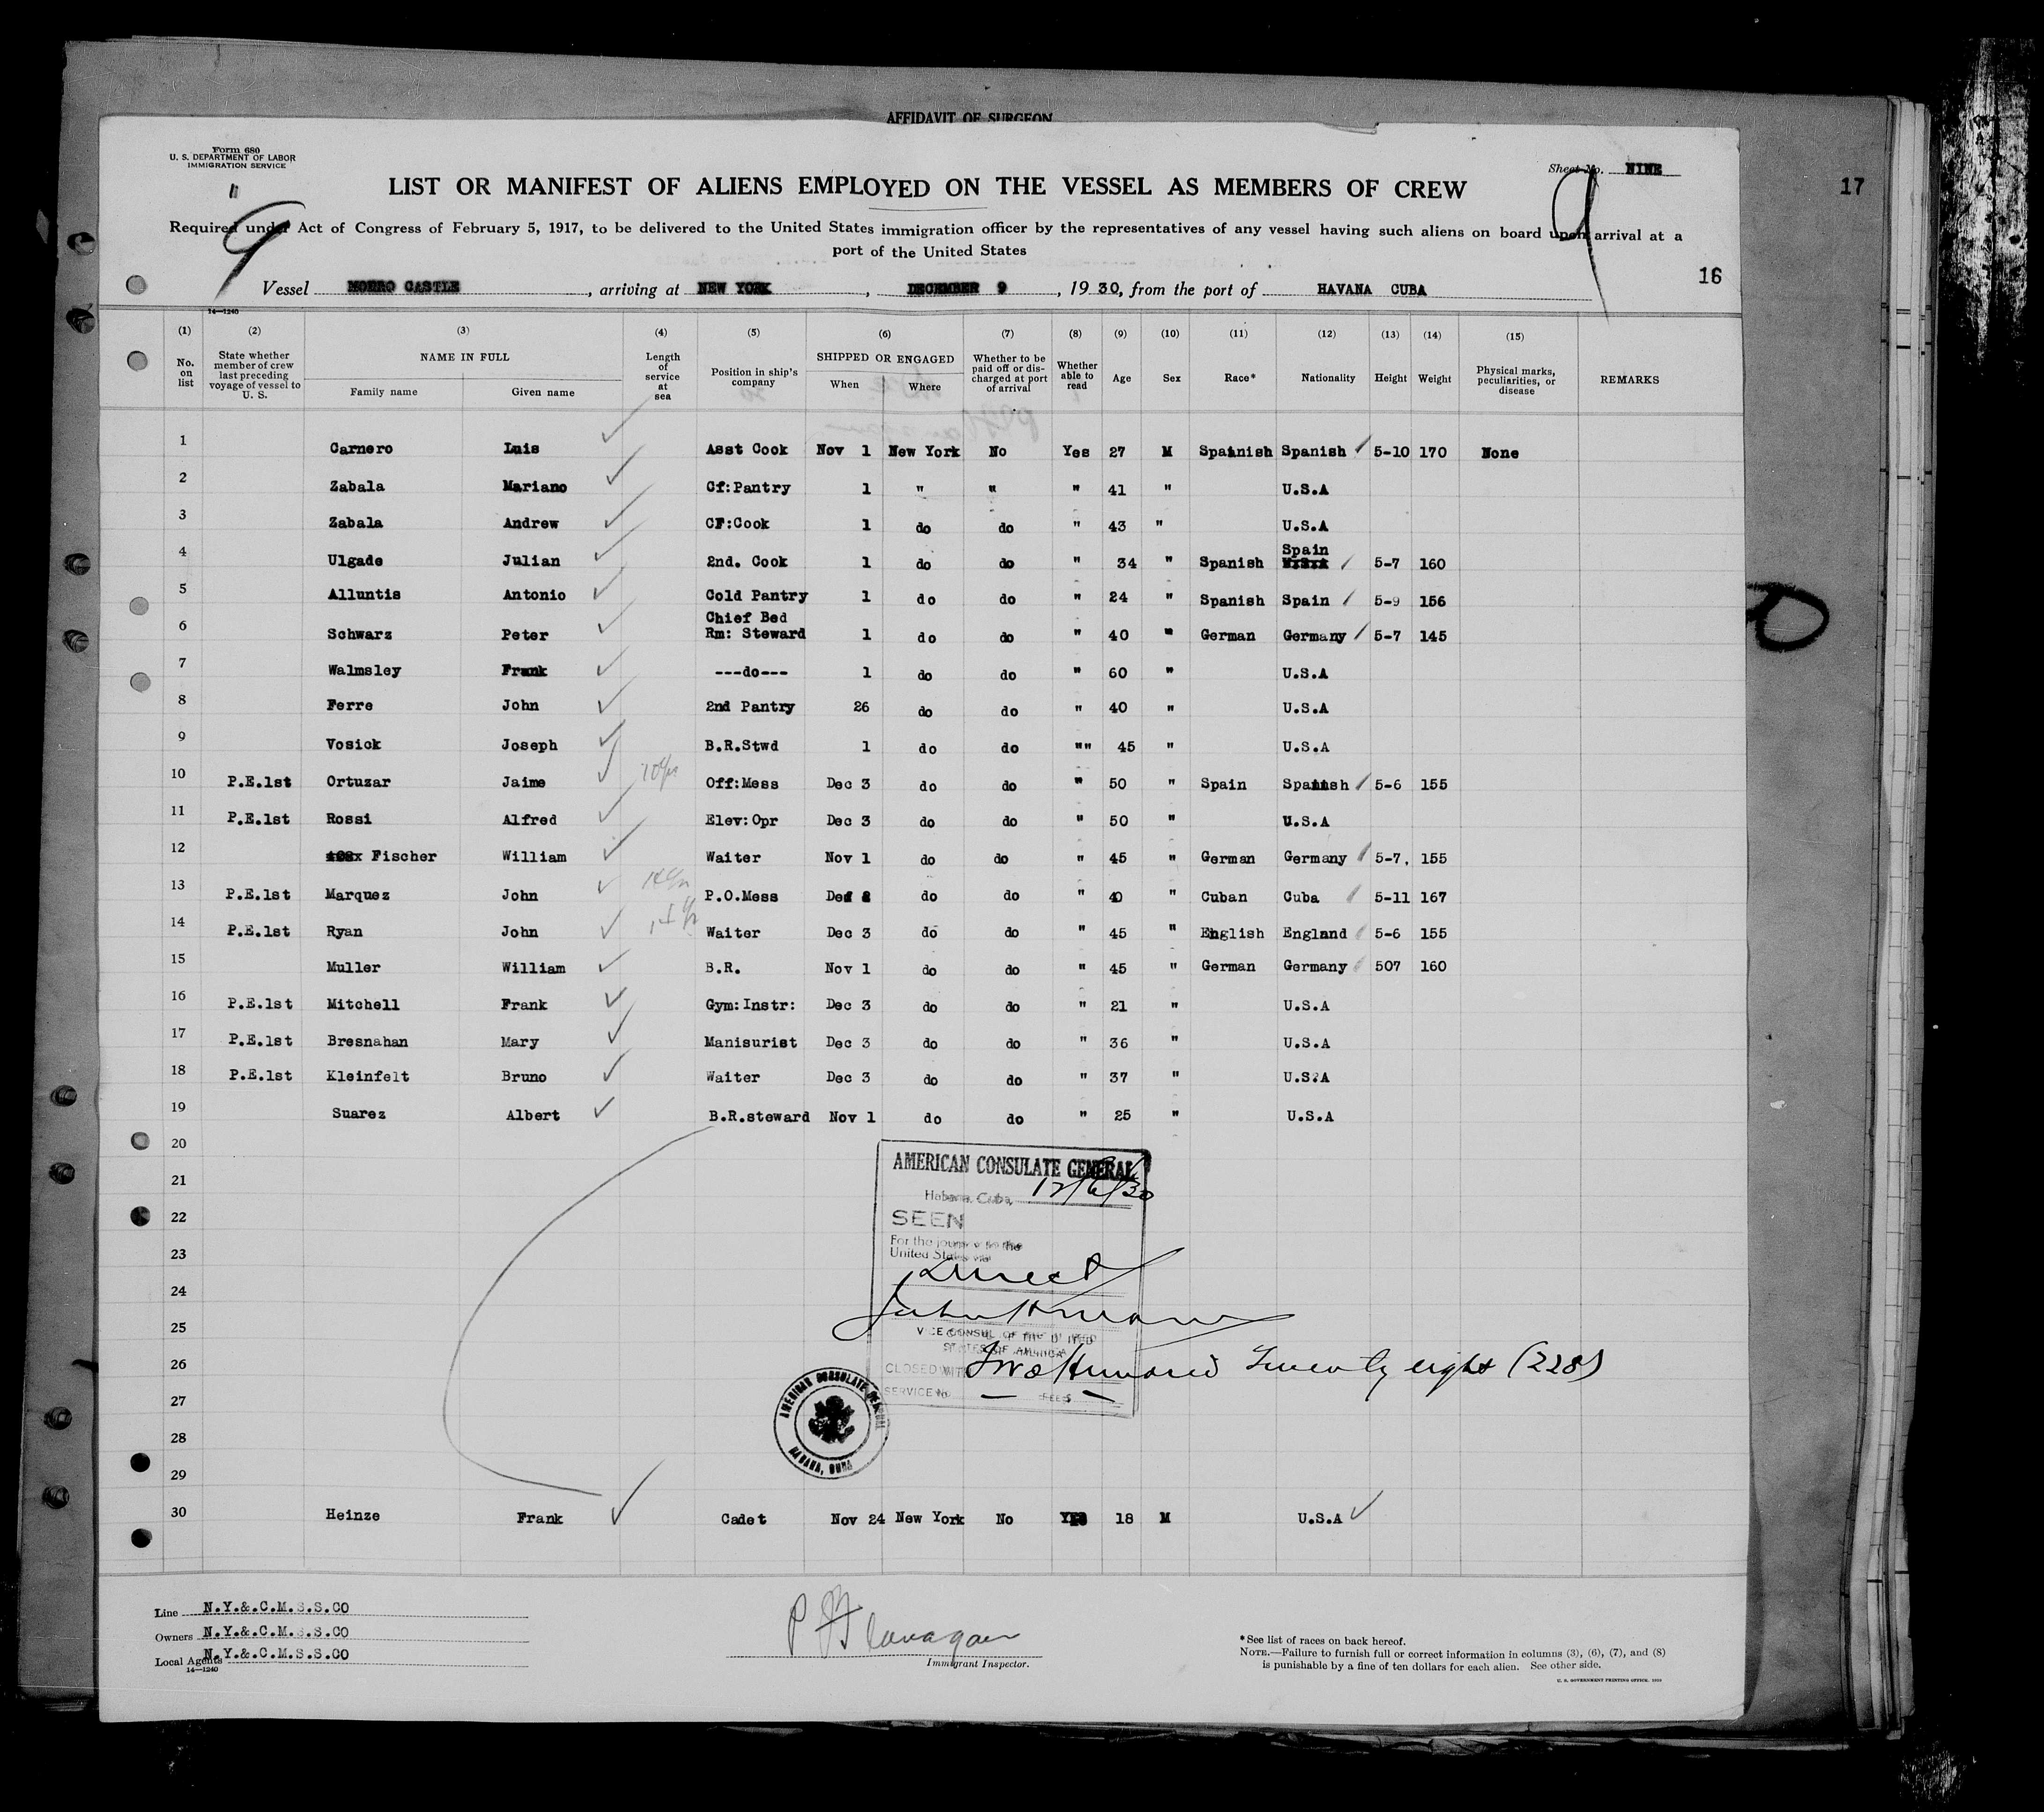 AFFIDAVIT OF SURGEON
Form 680
U. S. DEPARTMENT OF LABOR
IMMIGRATION SERVICE
Sheet No. NINE
17
LIST OR MANIFEST OF ALIENS EMPLOYED ON THE VESSEL AS MEMBERS OF CREW
9 9
Required under Act of Congress of February 5, 1917, to be delivered to the United States immigration officer by the representatives of any vessel having such aliens on board upon arrival at a
port of the United States
16
Vessel MORRO CASTLE, arriving at NEW YORK, DECEMBER 9, 1930, from the port of HAVANA CUBA
14—1240
(1) (2) (3) (4) (5) (6) (7) (8) (9) (10) (11) (12) (13) (14) (15)
No. on list State whether member of crew last preceding voyage of vessel to U. S. NAME IN FULL Family name Given name Length of service at sea Position in ship's company SHIPPED OR ENGAGED When Where Whether to be paid off or discharged at port of arrival Whether able to read Age Sex Race* Nationality Height Weight Physical marks, peculiarities, or disease REMARKS
1 Carnero Luis Asst Cook Nov 1 New York No Yes 27 M Spainish Spanish 5-10 170 None
2 Zabala Mariano Cf:Pantry 1 " " " 41 " U.S.A
3 Zabala Andrew CF:Cook 1 do do " 43 " U.S.A
4 Ulgade Julian 2nd. Cook 1 do do " 34 " Spanish Spain 5-7 160
5 Alluntis Antonio Cold Pantry 1 do do " 24 " Spanish Spain 5-9 156
6 Schwarz Peter Chief Bed Rm: Steward 1 do do " 40 " German Germany 5-7 145
7 Walmsley Frank ---do--- 1 do do " 60 " U.S.A
8 Ferre John 2nd Pantry 26 do do " 40 " U.S.A
9 Vosick Joseph B.R.Stwd 1 do do "" 45 " U.S.A
10 P.E.1st Ortuzar Jaime Off:Mess Dec 3 do do " 50 " Spain Spanish 5-6 155
11 P.E.1st Rossi Alfred Elev:Opr Dec 3 do do " 50 " U.S.A
12 Fischer William Waiter Nov 1 do do " 45 " German Germany 5-7, 155
13 P.E.1st Marquez John P.O.Mess Dec do do " 40 " Cuban Cuba 5-11 167
14 P.E.1st Ryan John Waiter Dec 3 do do " 45 " English England 5-6 155
15 Muller William B.R. Nov 1 do do " 45 " German Germany 507 160
16 P.E.1st Mitchell Frank Gym:Instr: Dec 3 do do " 21 " U.S.A
17 P.E.1st Bresnahan Mary Manisurist Dec 3 do do " 36 " U.S.A
18 P.E.1st Kleinfelt Bruno Waiter Dec 3 do do " 37 " U.S.A
19 Suarez Albert B.R.steward Nov 1 do do " 25 " U.S.A
20
21
22
23
24
25
26
27
28
29
AMERICAN CONSULATE GENERAL
Habana, Cuba, 12/6/30
SEEN
For the journey to the
United States via
Direct
VICE CONSUL OF THE UNITED
STATES OF AMERICA
CLOSED WITH Two Hundred Twenty eight (228)
SERVICE No — FEES —
AMERICAN CONSULATE GENERAL
HABANA, CUBA
30 Heinze Frank Cadet Nov 24 New York No YES 18 M U.S.A
Line N.Y.&.C.M.S.S.CO
Owners N.Y.&.C.M.S.S.CO
Local Agents N.Y.&.C.M.S.S.CO
14—1240
P Flanagan
Immigrant Inspector.
*See list of races on back hereof.
NOTE.—Failure to furnish full or correct information in columns (3), (6), (7), and (8)
is punishable by a fine of ten dollars for each alien. See other side.
U. S. GOVERNMENT PRINTING OFFICE. 1919